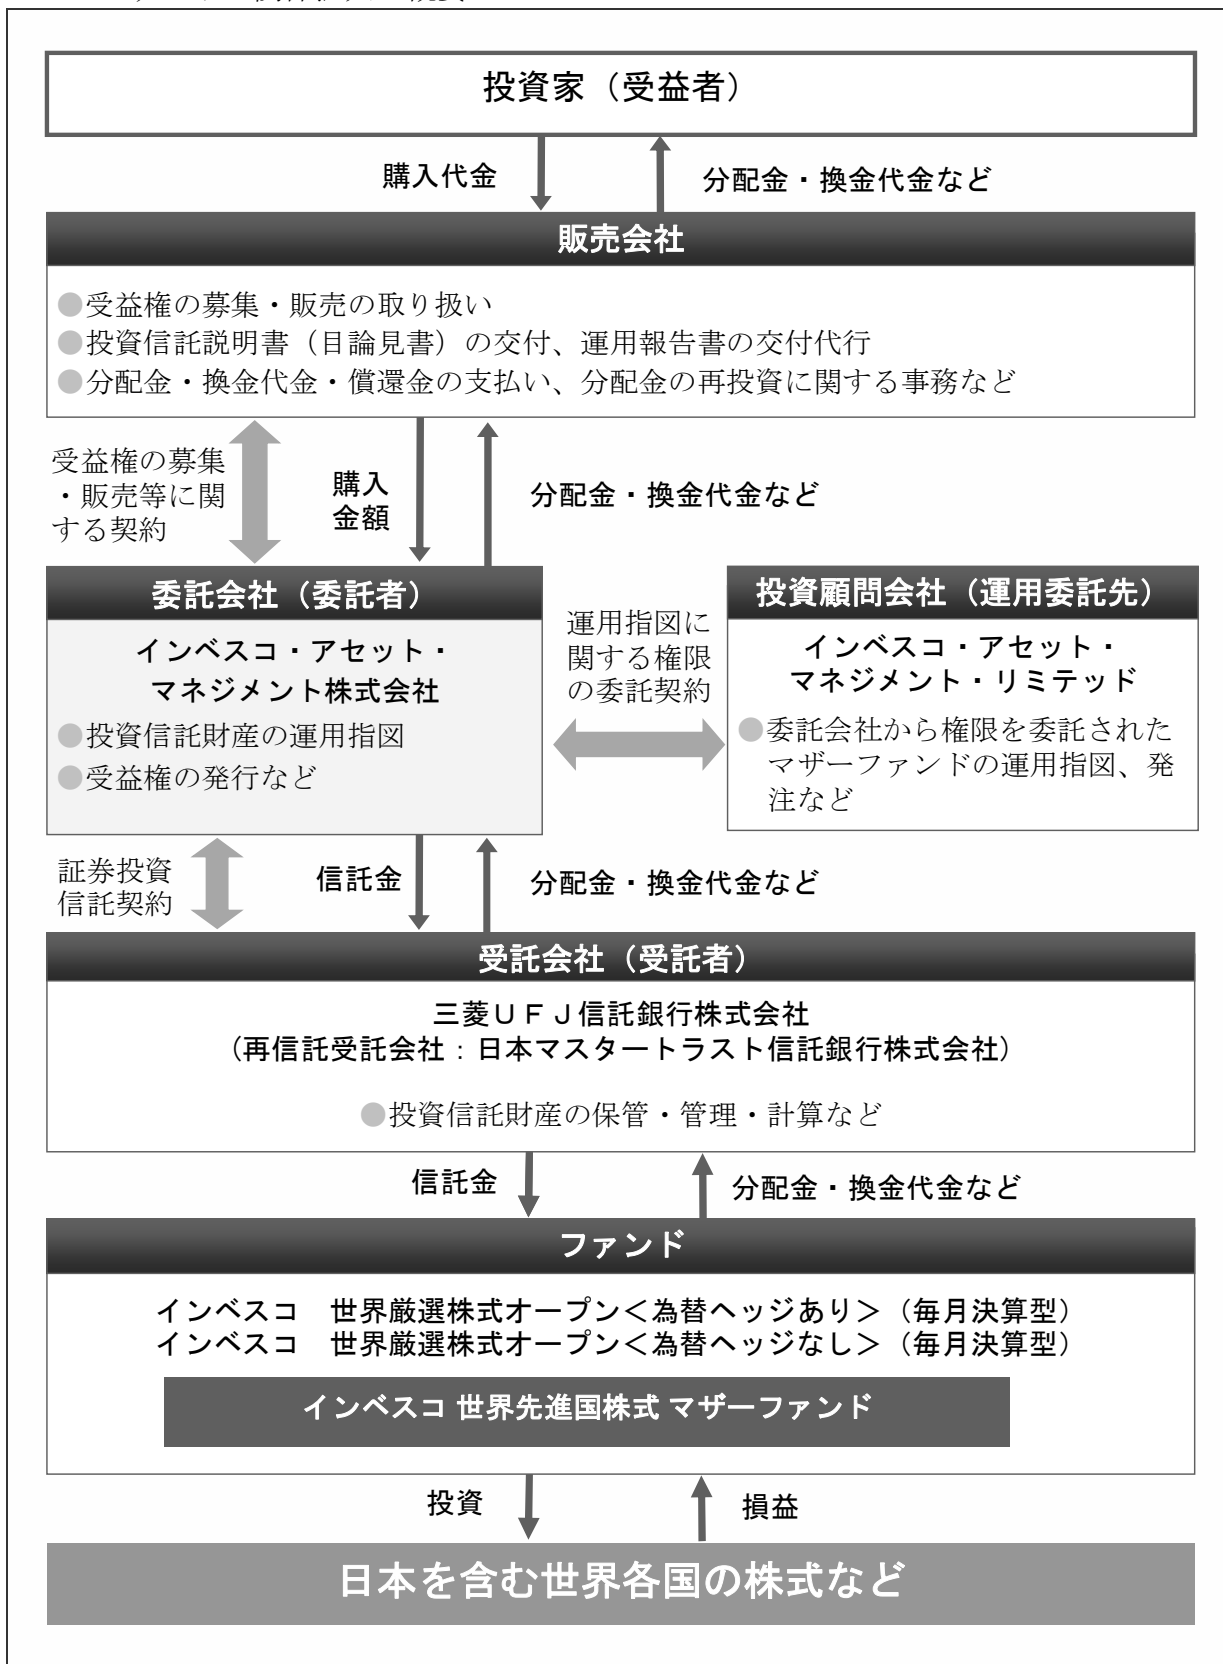 投資家（受益者）
購入代金
分配金・換金代金など
販売会社
●受益権の募集・販売の取り扱い
●投資信託説明書（目論見書）の交付、運用報告書の交付代行
●分配金・換金代金・償還金の支払い、分配金の再投資に関する事務など
受益権の募集
・販売等に関
する契約
購入
金額
分配金・換金代金など
委託会社（委託者）
インベスコ・アセット・
マネジメント株式会社
●投資信託財産の運用指図
●受益権の発行など
運用指図に
関する権限
の委託契約
投資顧問会社（運用委託先）
インベスコ・アセット・
マネジメント・リミテッド
●委託会社から権限を委託された
マザーファンドの運用指図、発
注など
証券投資
信託契約
信託金
分配金・換金代金など
受託会社（受託者）
三菱ＵＦＪ信託銀行株式会社
（再信託受託会社：日本マスタートラスト信託銀行株式会社）
●投資信託財産の保管・管理・計算など
信託金
分配金・換金代金など
ファンド
インベスコ　世界厳選株式オープン＜為替ヘッジあり＞（毎月決算型）
インベスコ　世界厳選株式オープン＜為替ヘッジなし＞（毎月決算型）
インベスコ 世界先進国株式 マザーファンド
投資
損益
日本を含む世界各国の株式など